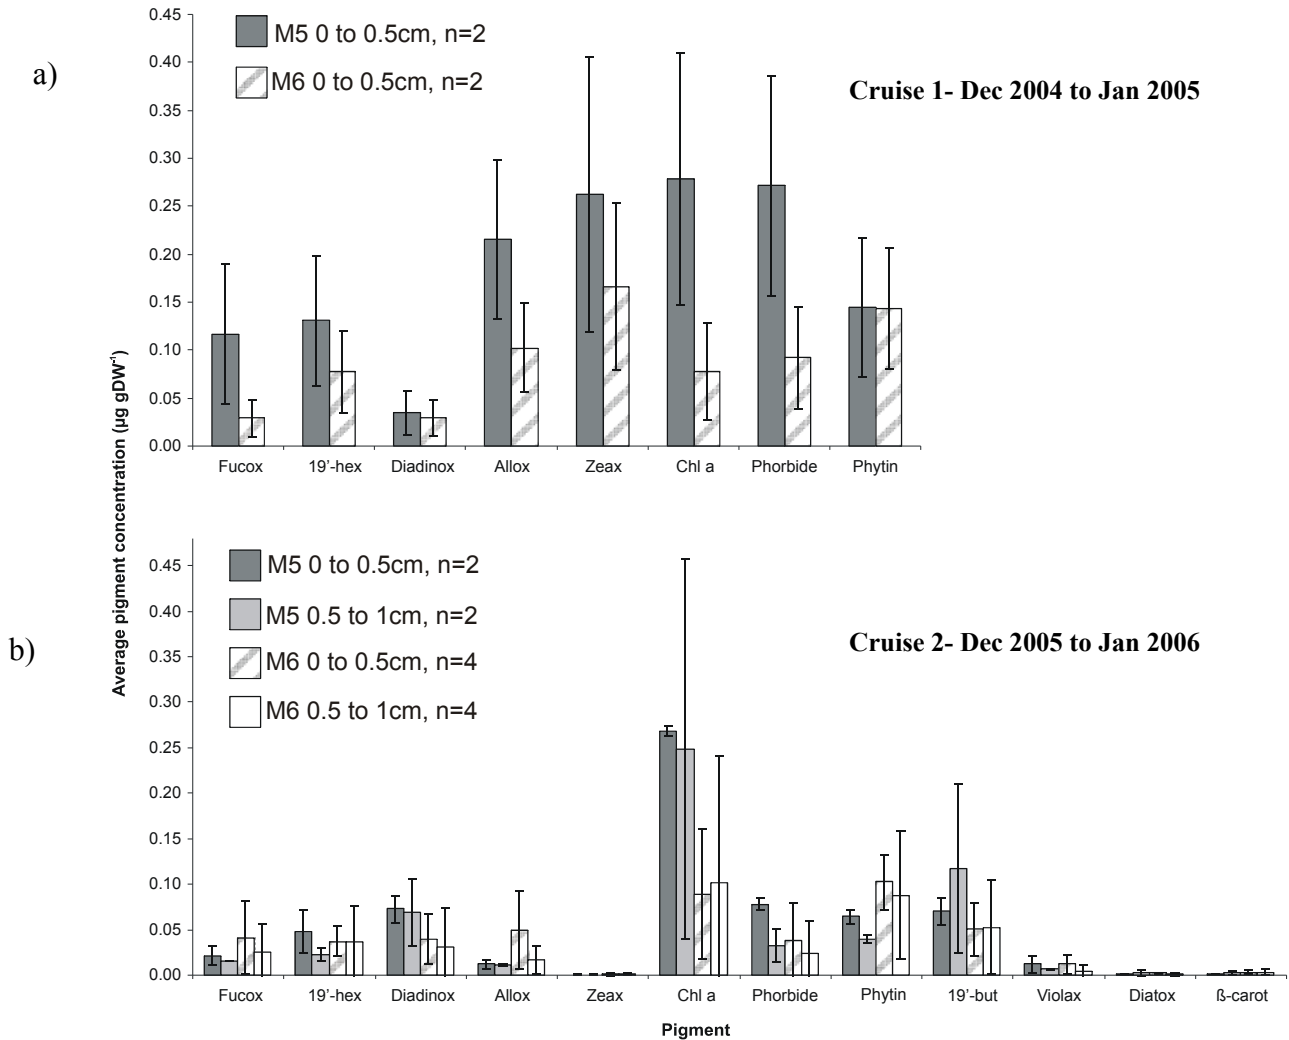 a)
M5 0 to 0.5cm, n=2
M6 0 to 0.5cm, n=2
Cruise 1- Dec 2004 to Jan 2005
0.45
0.40
0.35
0.30
0.25
0.20
0.15
0.10
0.05
0.00
Fucox 19'-hex Diadinox Allox Zeax Chl a Phorbide Phytin
Average pigment concentration (µg gDW⁻¹)
b)
M5 0 to 0.5cm, n=2
M5 0.5 to 1cm, n=2
M6 0 to 0.5cm, n=4
M6 0.5 to 1cm, n=4
Cruise 2- Dec 2005 to Jan 2006
0.45
0.40
0.35
0.30
0.25
0.20
0.15
0.10
0.05
0.00
Fucox 19'-hex Diadinox Allox Zeax Chl a Phorbide Phytin 19'-but Violax Diatox ß-carot
Pigment